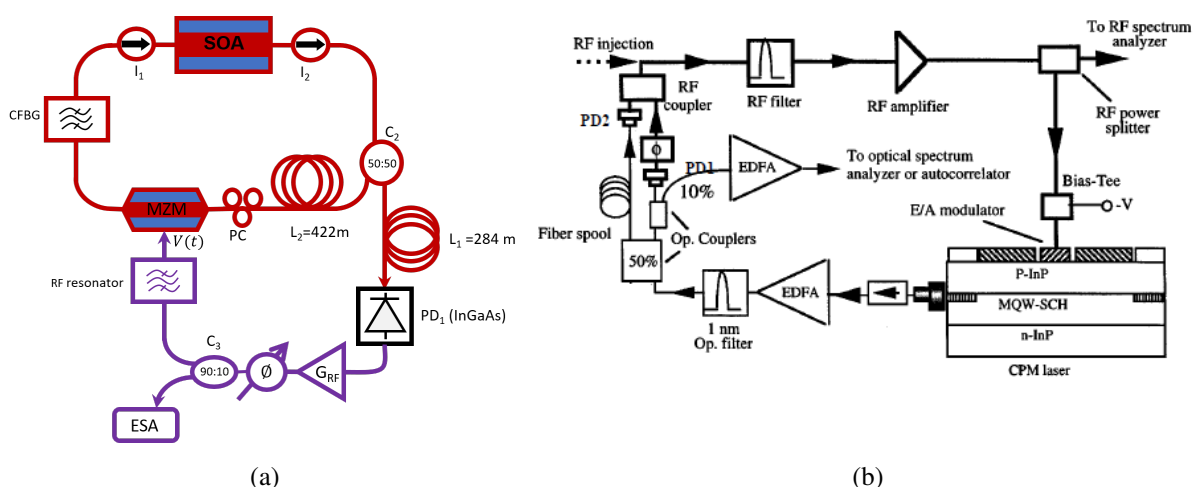 SOA
I1
I2
CFBG
C2
50:50
MZM
PC
L2=422m
L1 =284 m
V(t)
RF resonator
PD1 (InGaAs)
C3
90:10
Ø
GRF
ESA
(a)
RF injection
RF
coupler
RF filter
RF amplifier
To RF spectrum
analyzer
RF power
splitter
PD2
Φ
PD1
10%
EDFA
To optical spectrum
analyzer or autocorrelator
Bias-Tee
-V
E/A modulator
Fiber spool
Op. Couplers
50%
1 nm
Op. filter
EDFA
P-InP
MQW-SCH
n-InP
CPM laser
(b)